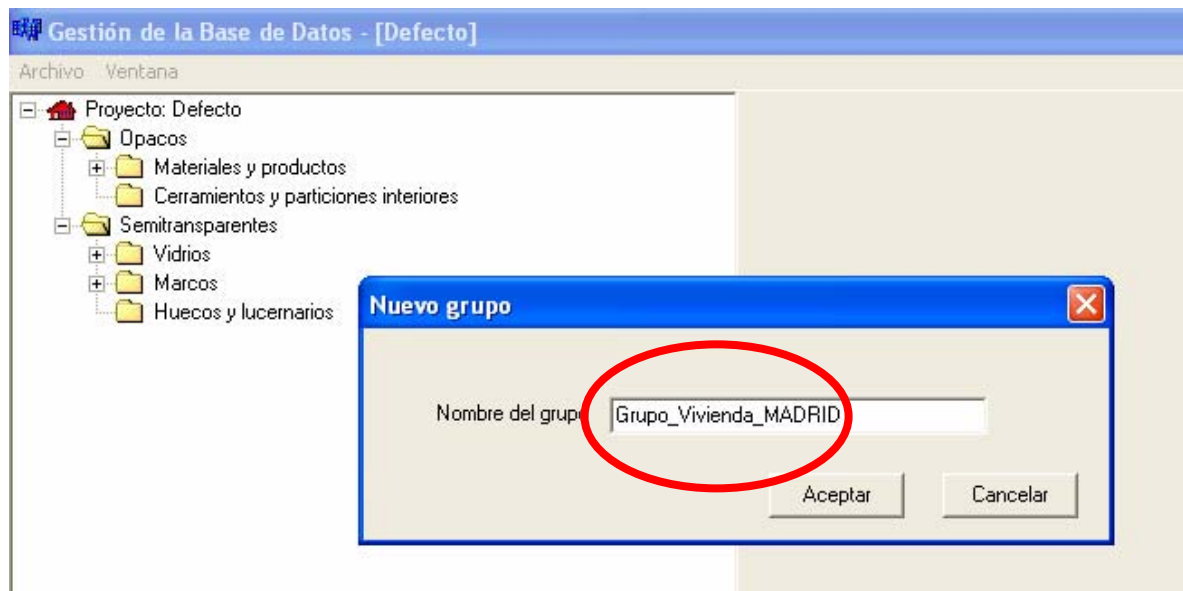 Gestión de la Base de Datos - [Defecto]
Archivo Ventana
Proyecto: Defecto
Opacos
Materiales y productos
Cerramientos y particiones interiores
Semitransparentes
Vidrios
Marcos
Huecos y lucernarios
Nuevo grupo
Nombre del grupo Grupo_Vivienda_MADRID
Aceptar Cancelar